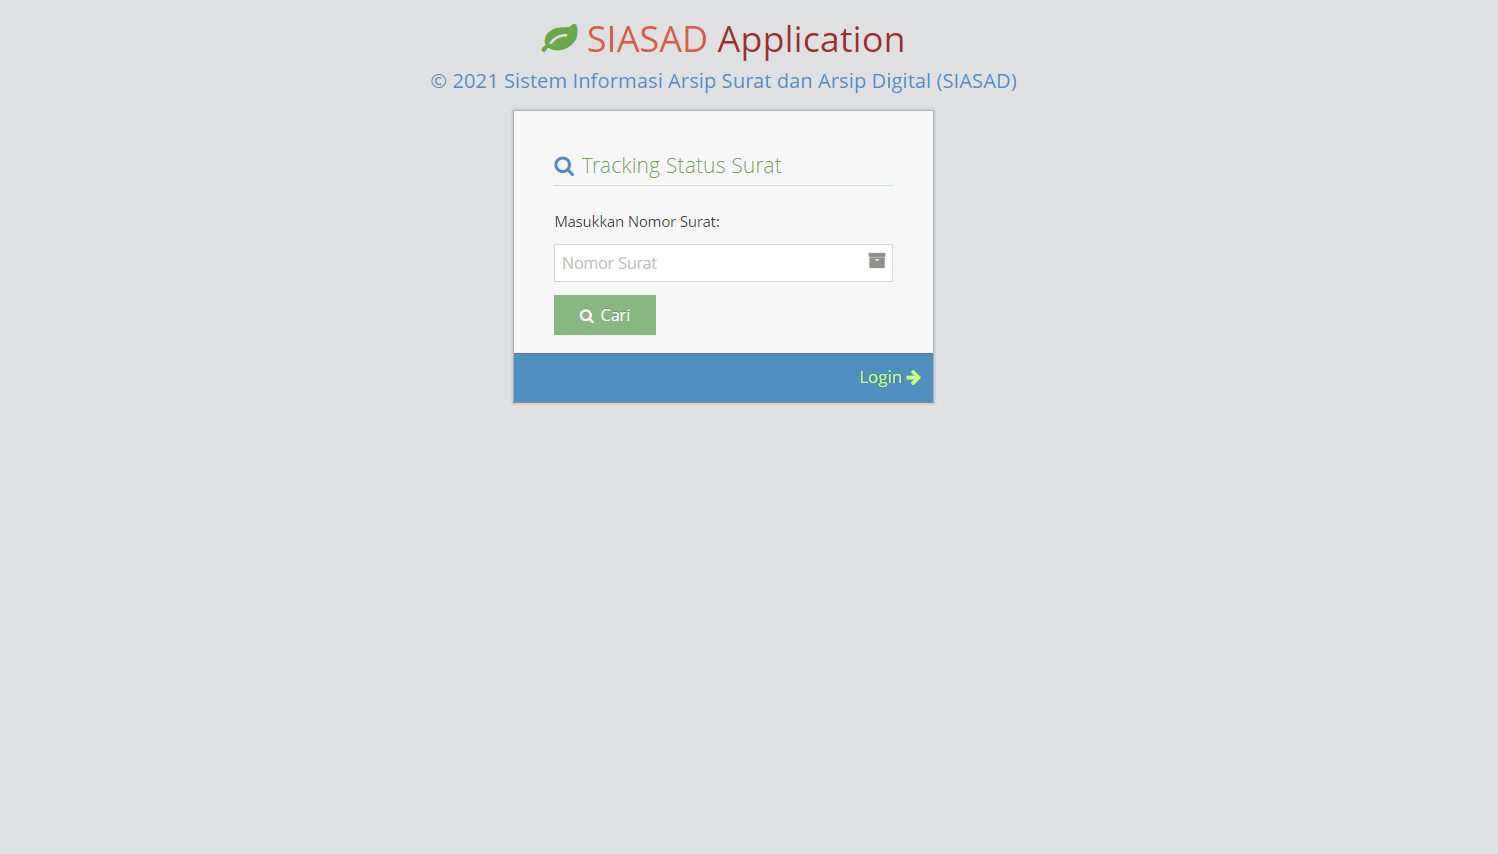 SIASAD Application
© 2021 Sistem Informasi Arsip Surat dan Arsip Digital (SIASAD)
Tracking Status Surat
Masukkan Nomor Surat:
Nomor Surat
Cari
Login